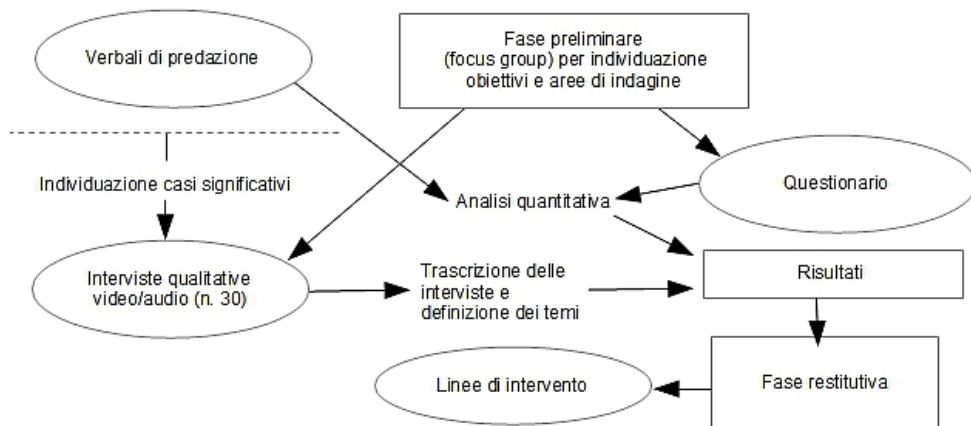 Verbali di predazione
Fase preliminare
(focus group) per individuazione
obiettivi e aree di indagine
Individuazione casi significativi
Analisi quantitativa
Questionario
Interviste qualitative
video/audio (n. 30)
Trascrizione delle
interviste e
definizione dei temi
Risultati
Linee di intervento
Fase restitutiva